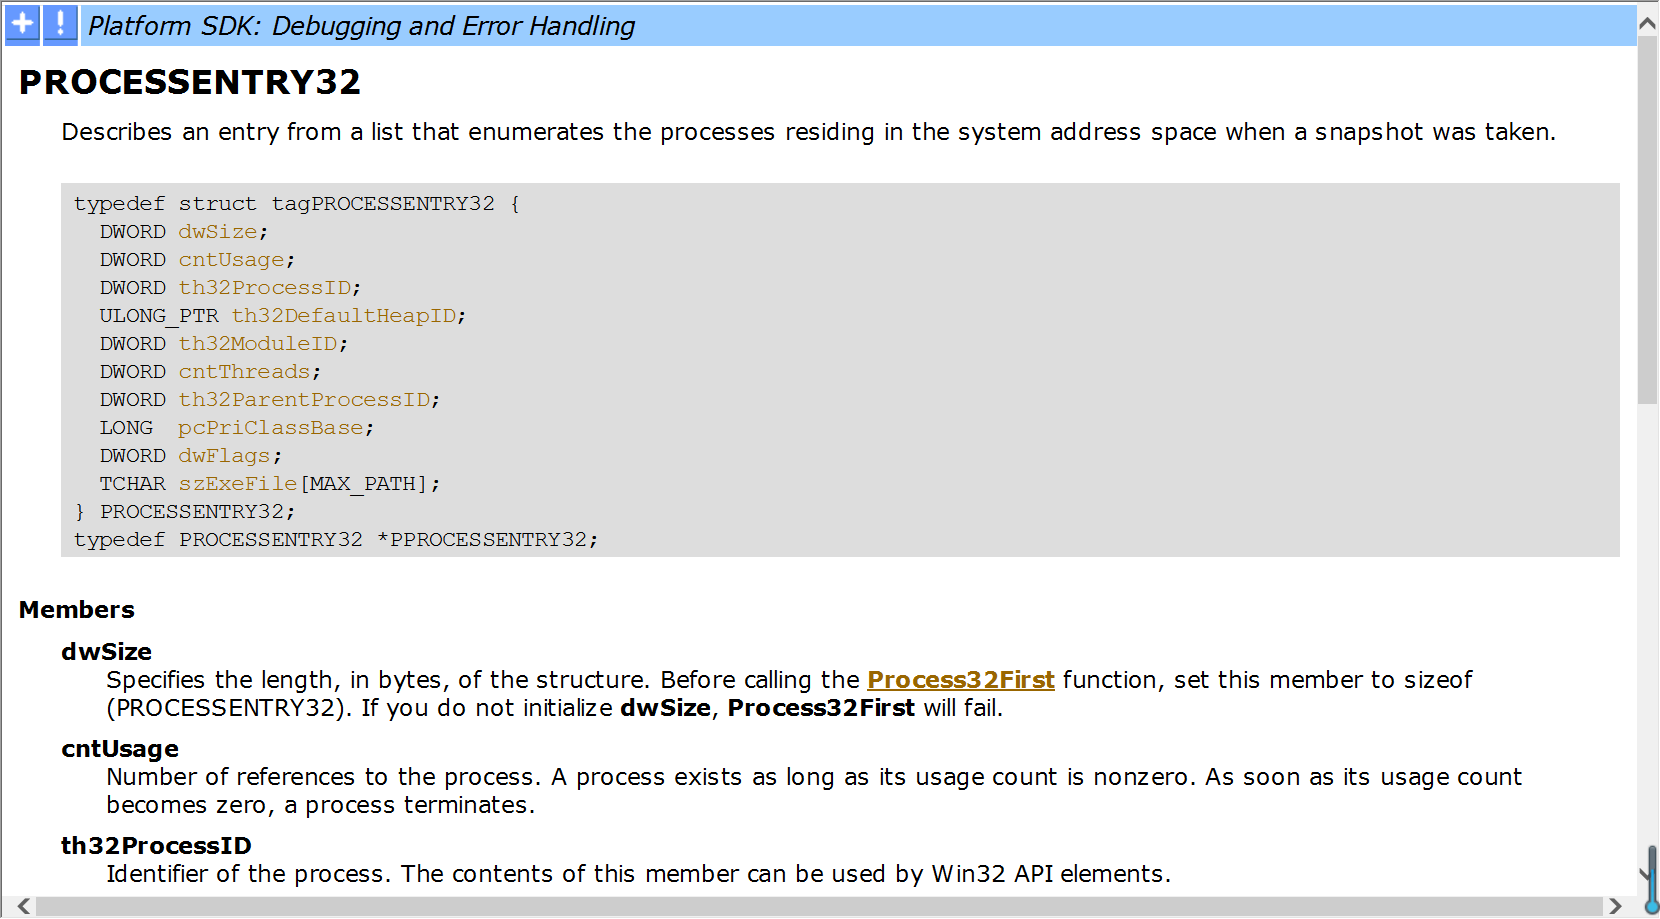 Platform SDK: Debugging and Error Handling
PROCESSENTRY32
Describes an entry from a list that enumerates the processes residing in the system address space when a snapshot was taken.
typedef struct tagPROCESSENTRY32 {
  DWORD dwSize;
  DWORD cntUsage;
  DWORD th32ProcessID;
  ULONG_PTR th32DefaultHeapID;
  DWORD th32ModuleID;
  DWORD cntThreads;
  DWORD th32ParentProcessID;
  LONG  pcPriClassBase;
  DWORD dwFlags;
  TCHAR szExeFile[MAX_PATH];
} PROCESSENTRY32;
typedef PROCESSENTRY32 *PPROCESSENTRY32;
Members
dwSize
Specifies the length, in bytes, of the structure. Before calling the Process32First function, set this member to sizeof
(PROCESSENTRY32). If you do not initialize dwSize, Process32First will fail.
cntUsage
Number of references to the process. A process exists as long as its usage count is nonzero. As soon as its usage count
becomes zero, a process terminates.
th32ProcessID
Identifier of the process. The contents of this member can be used by Win32 API elements.